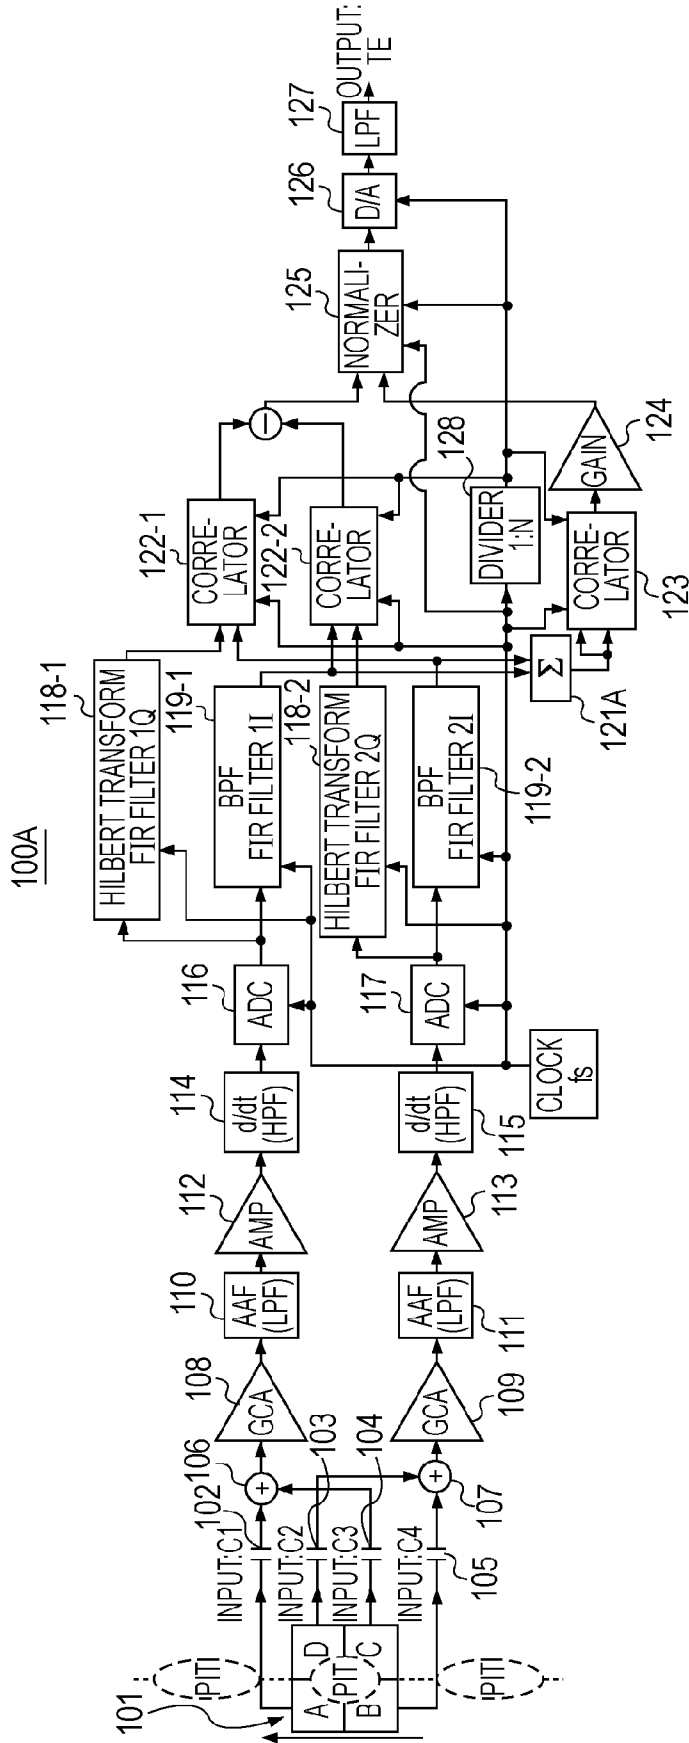 100A
101
PIT
A
D
PIT
B
C
PIT
INPUT:C1
102
INPUT:C2
103
INPUT:C3
104
INPUT:C4
105
106
+
107
+
108
GCA
109
GCA
110
AAF
(LPF)
111
AAF
(LPF)
112
AMP
113
AMP
114
d/dt
(HPF)
115
d/dt
(HPF)
116
ADC
117
ADC
CLOCK
fs
118-1
HILBERT TRANSFORM
FIR FILTER 1Q
119-1
BPF
FIR FILTER 1I
118-2
HILBERT TRANSFORM
FIR FILTER 2Q
119-2
BPF
FIR FILTER 2I
Σ
121A
122-1
CORRE-
LATOR
122-2
CORRE-
LATOR
128
DIVIDER
1:N
CORRE-
LATOR
123
−
GAIN
124
125
NORMALI-
ZER
126
D/A
127
LPF
OUTPUT:
TE